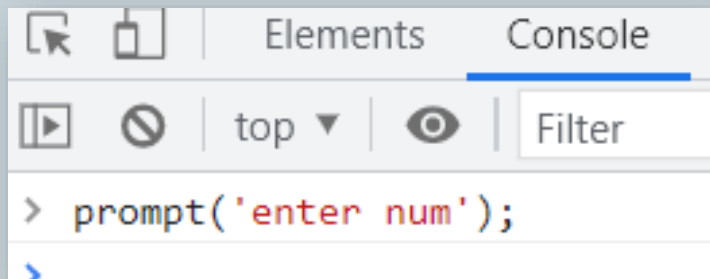 Elements Console
top Filter
> prompt('enter num');
>